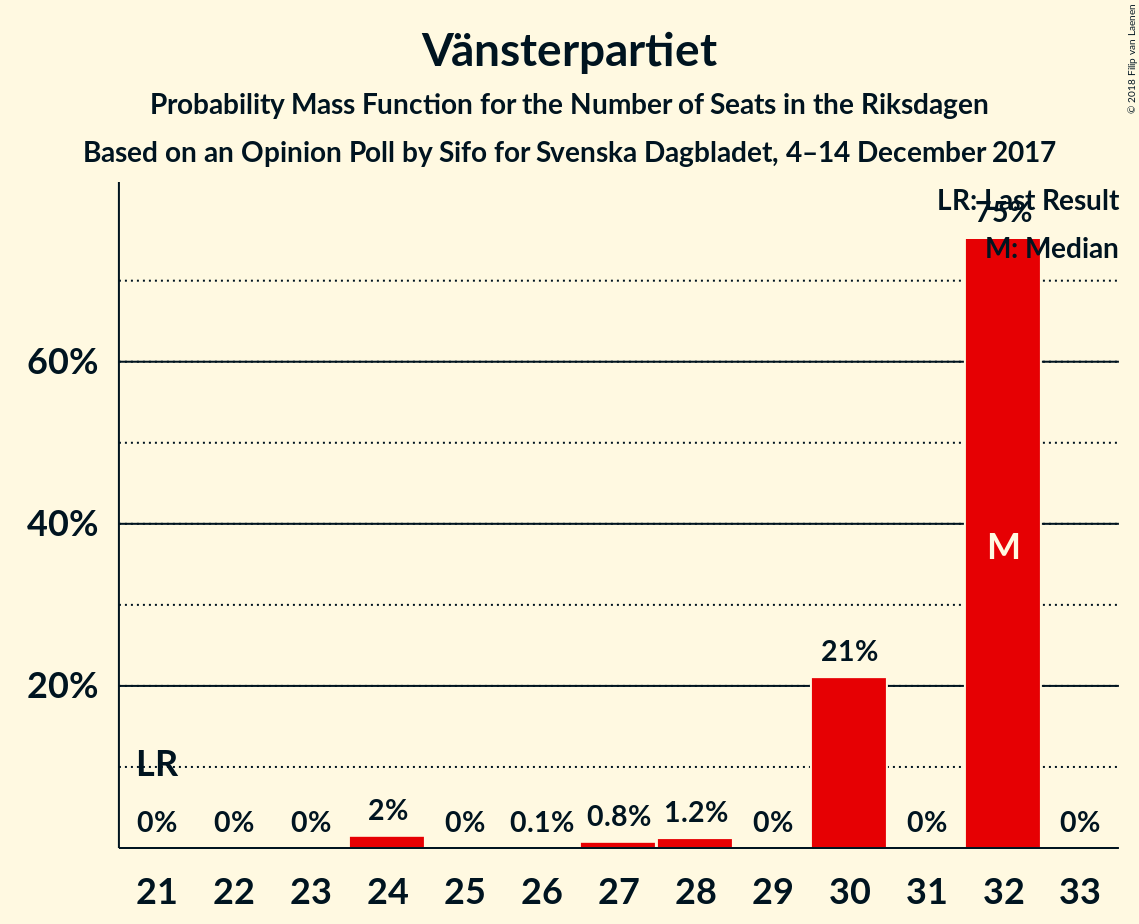 Vänsterpartiet
Probability Mass Function for the Number of Seats in the Riksdagen
Based on an Opinion Poll by Sifo for Svenska Dagbladet, 4–14 December 2017
© 2018 Filip van Laenen
LR: Last Result
75%
M: Median
60%
40%
M
21%
20%
LR
0% 0% 0% 2% 0% 0.1% 0.8% 1.2% 0% 0% 0%
21 22 23 24 25 26 27 28 29 30 31 32 33